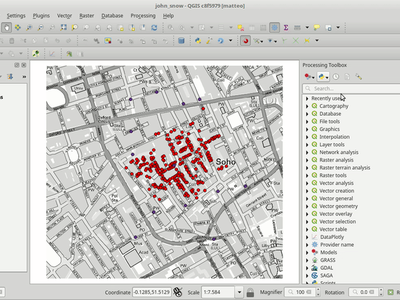 john_snow - QGIS c8f5979 [matteo]
Settings Plugins Vector Raster Database Processing Help
Processing Toolbox
Search...
Recently used
Cartography
Database
File tools
Graphics
Interpolation
Layer tools
Network analysis
Raster analysis
Raster terrain analysis
Raster tools
Vector analysis
Vector creation
Vector general
Vector geometry
Vector overlay
Vector selection
Vector table
DataPlotly
Provider name
Models
GRASS
GDAL
SAGA
Scripts
Soho
Coordinate -0.1285,51.5129 Scale 1:7.584 Magnifier 100 Rotation 0.0